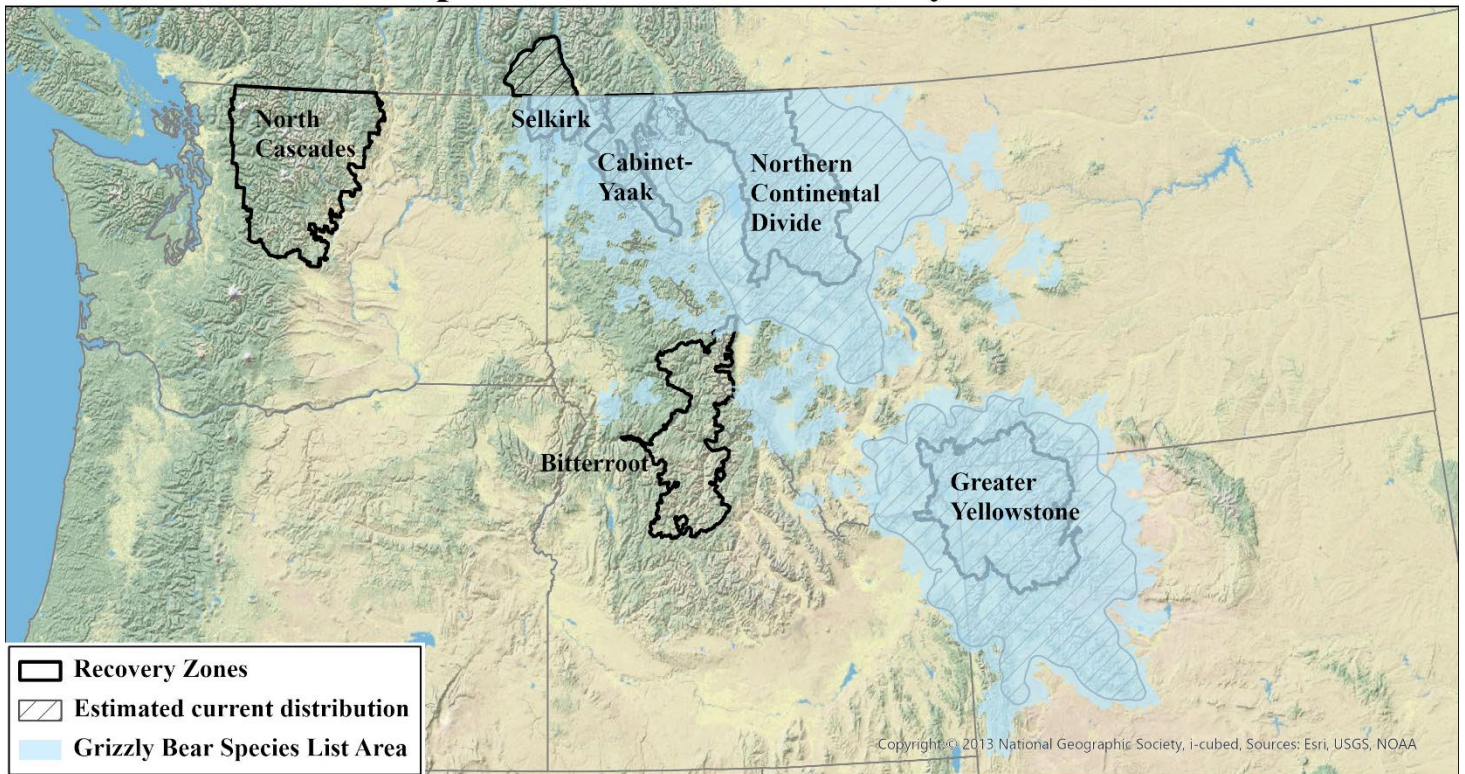 North
Cascades
Selkirk
Cabinet-
Yaak
Northern
Continental
Divide
Bitterroot
Greater
Yellowstone
Recovery Zones
Estimated current distribution
Grizzly Bear Species List Area
Copyright:© 2013 National Geographic Society, i-cubed, Sources: Esri, USGS, NOAA